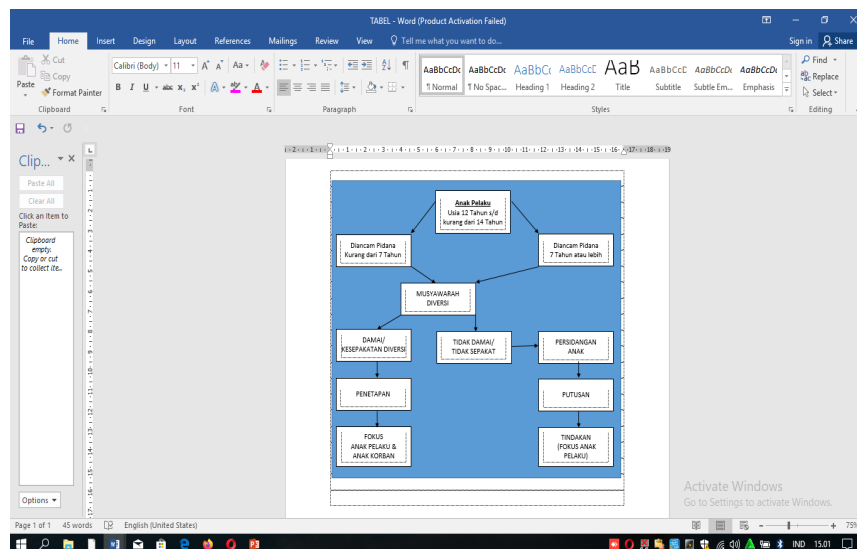 TABEL - Word (Product Activation Failed)
File Home Insert Design Layout References Mailings Review View Tell me what you want to do... Sign in Share
Cut
Copy
Format Painter
Paste
Clipboard
Calibri (Body) 11
Font
Paragraph
AaBbCcDc AaBbCcDc AaBbCc AaBbCcE AaB AaBbCcD AaBbCcDc AaBbCcDc
¶ Normal ¶ No Spac... Heading 1 Heading 2 Title Subtitle Subtle Em... Emphasis
Styles
Find
Replace
Select
Editing
Clip...
Paste All
Clear All
Click an Item to
Paste:
Clipboard
empty.
Copy or cut
to collect ite...
Options
Anak Pelaku
Usia 12 Tahun s/d
kurang dari 14 Tahun
Diancam Pidana
Kurang dari 7 Tahun
Diancam Pidana
7 Tahun atau lebih
MUSYAWARAH
DIVERSI
DAMAI/
KESEPAKATAN DIVERSI
TIDAK DAMAI/
TIDAK SEPAKAT
PERSIDANGAN
ANAK
PENETAPAN
PUTUSAN
FOKUS
ANAK PELAKU &
ANAK KORBAN
TINDAKAN
(FOKUS ANAK
PELAKU)
Activate Windows
Go to Settings to activate Windows.
Page 1 of 1 45 words English (United States)
75%
IND 15.01